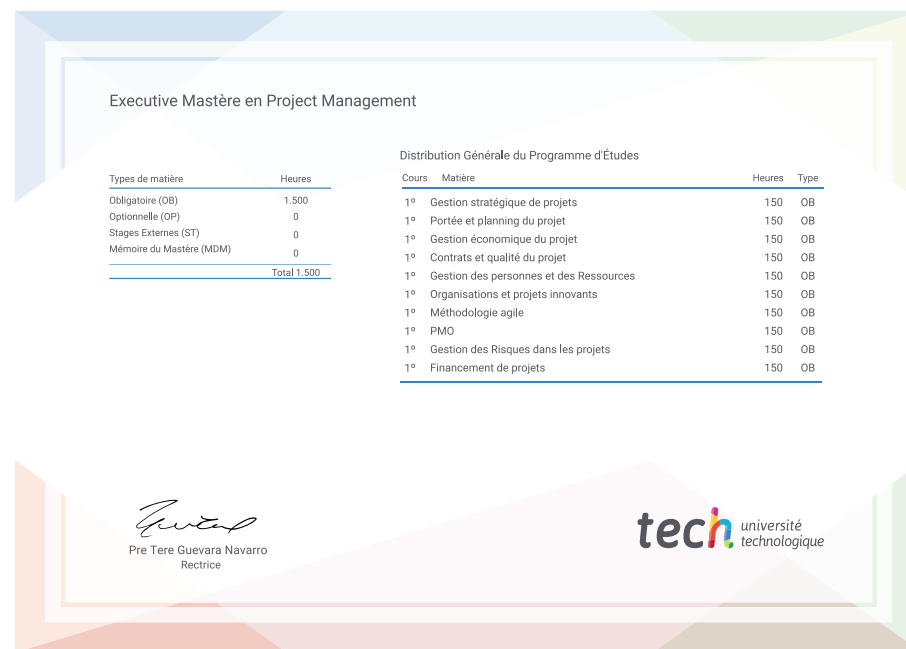 Executive Mastère en Project Management
Types de matière Heures
Obligatoire (OB) 1.500
Optionnelle (OP) 0
Stages Externes (ST) 0
Mémoire du Mastère (MDM) 0
Total 1.500
Distribution Générale du Programme d'Études
Cours Matière Heures Type
1º Gestion stratégique de projets 150 OB
1º Portée et planning du projet 150 OB
1º Gestion économique du projet 150 OB
1º Contrats et qualité du projet 150 OB
1º Gestion des personnes et des Ressources 150 OB
1º Organisations et projets innovants 150 OB
1º Méthodologie agile 150 OB
1º PMO 150 OB
1º Gestion des Risques dans les projets 150 OB
1º Financement de projets 150 OB
Pre Tere Guevara Navarro
Rectrice
tech université
technologique